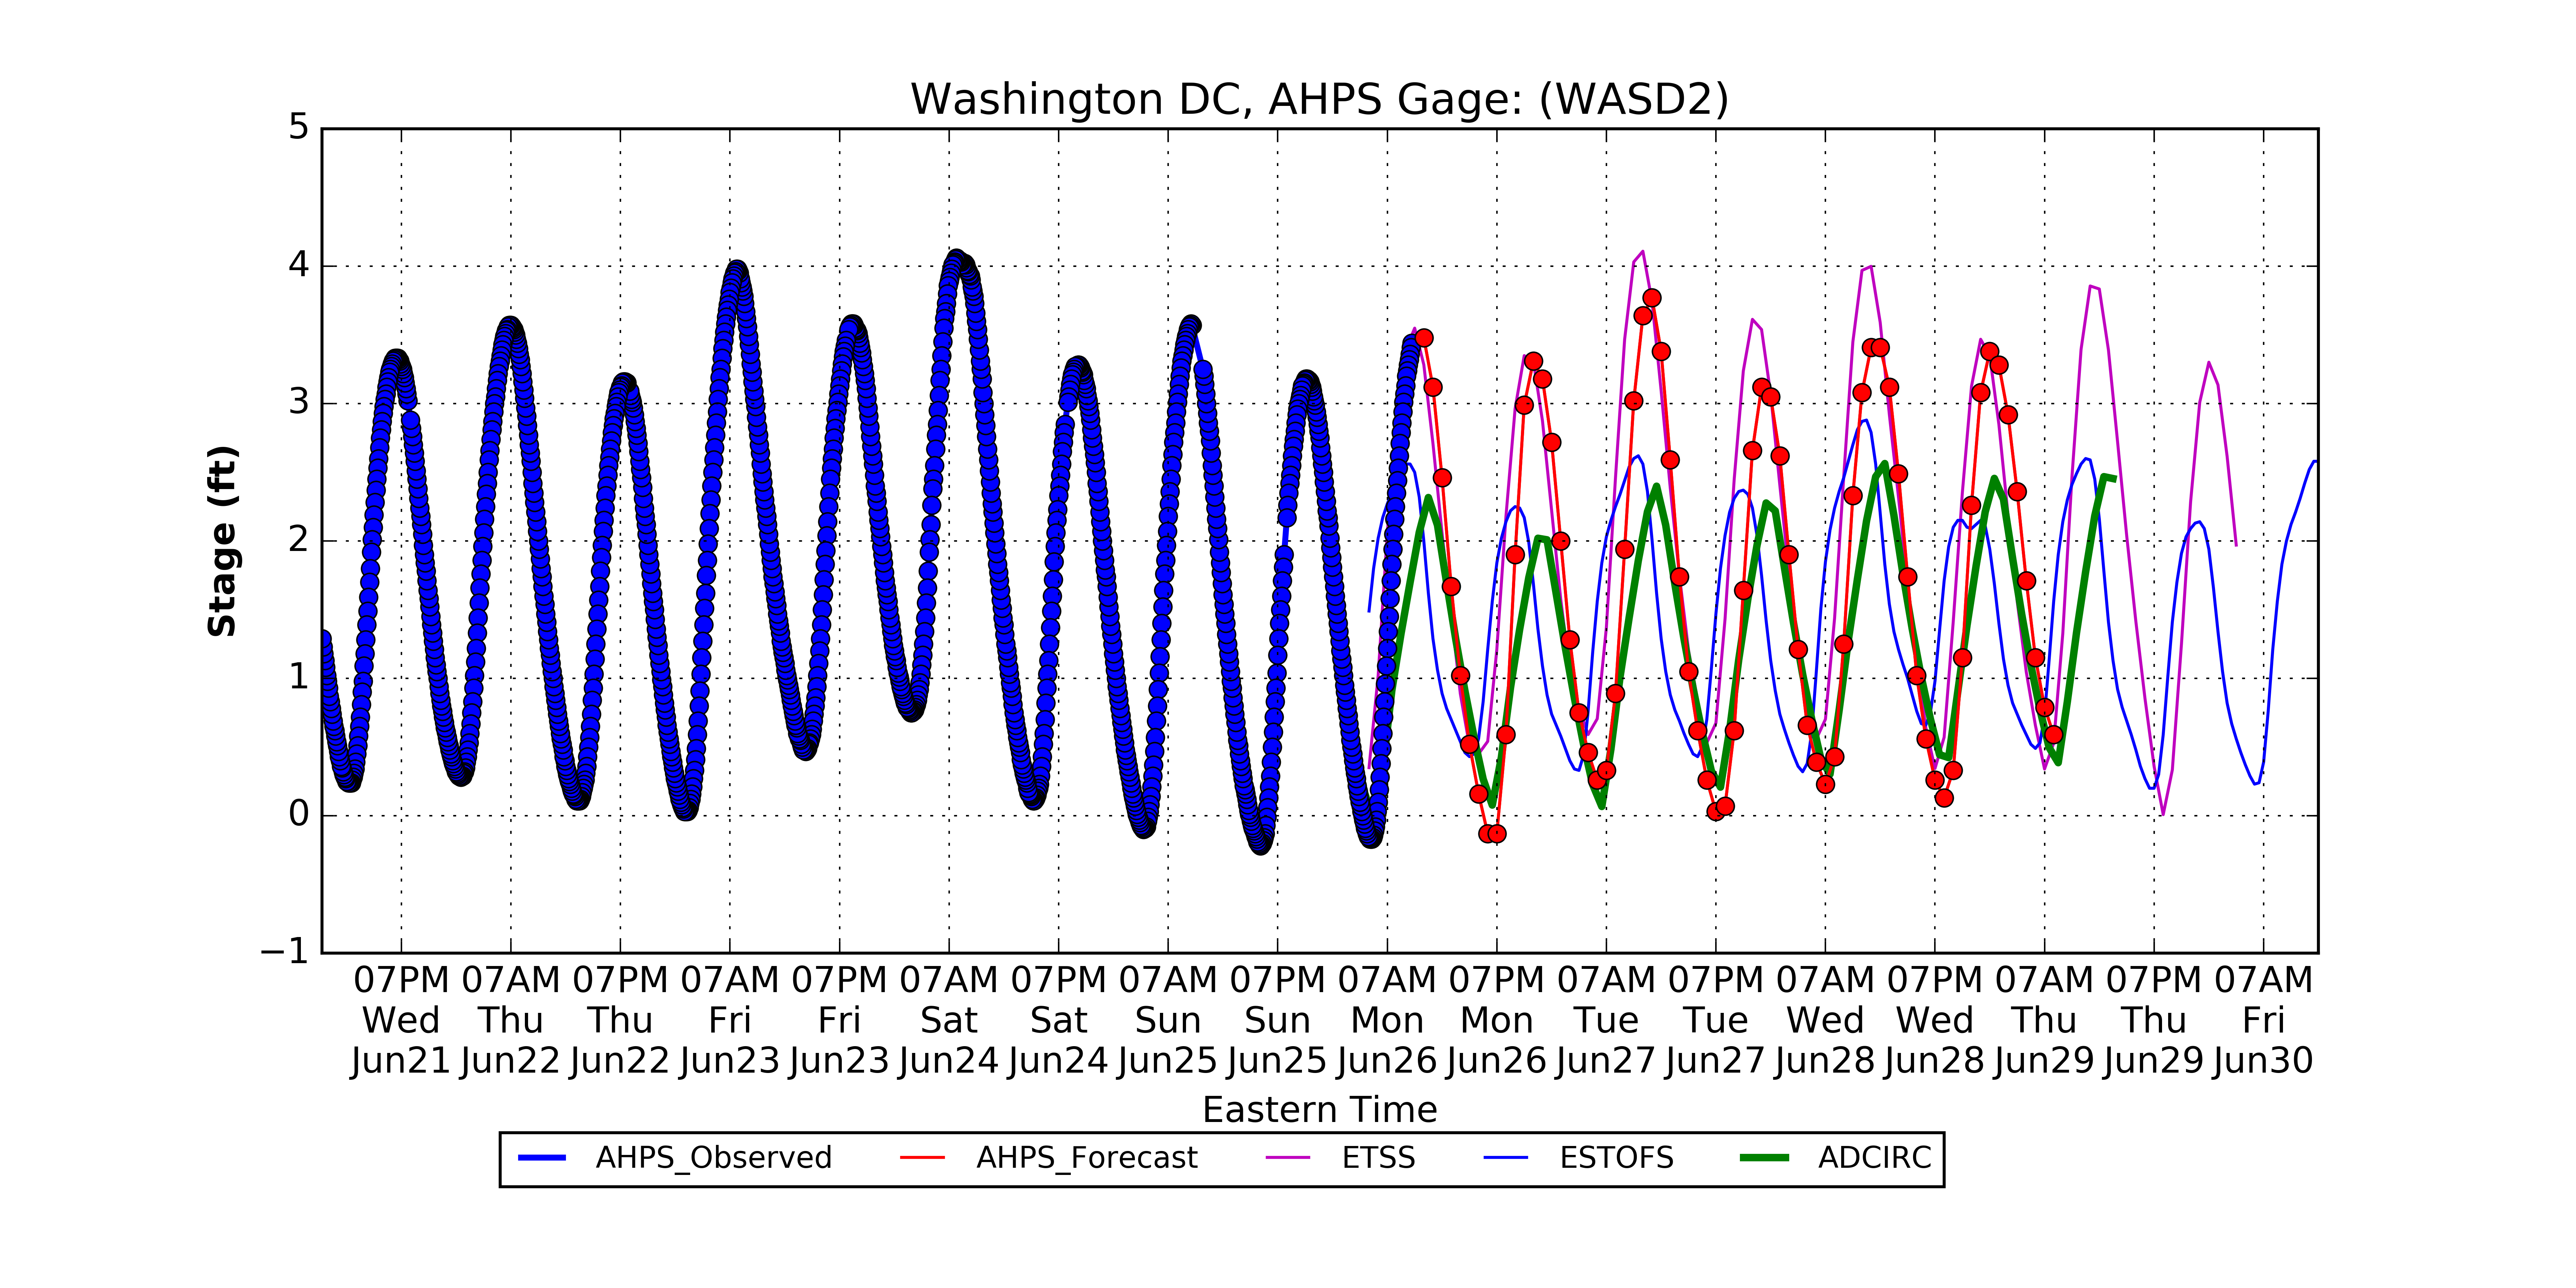 Washington DC, AHPS Gage: (WASD2)
5
4
3
2
1
0
−1
Stage (ft)
07PM 07AM 07PM 07AM 07PM 07AM 07PM 07AM 07PM 07AM 07PM 07AM 07PM 07AM 07PM 07AM 07PM 07AM
Wed Thu Thu Fri Fri Sat Sat Sun Sun Mon Mon Tue Tue Wed Wed Thu Thu Fri
Jun21 Jun22 Jun22 Jun23 Jun23 Jun24 Jun24 Jun25 Jun25 Jun26 Jun26 Jun27 Jun27 Jun28 Jun28 Jun29 Jun29 Jun30
Eastern Time
AHPS_Observed AHPS_Forecast ETSS ESTOFS ADCIRC